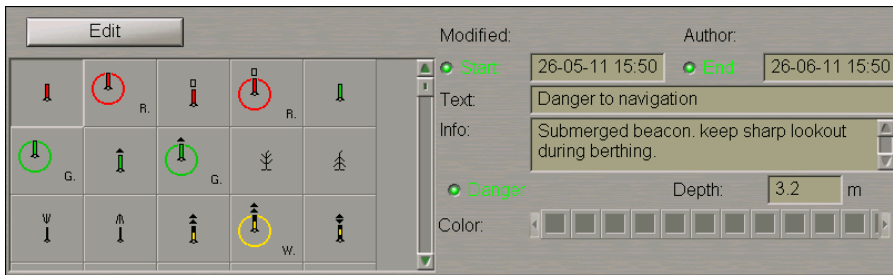 Edit
Modified: Author:
Start 26-05-11 15:50 End 26-06-11 15:50
Text: Danger to navigation
Info: Submerged beacon. keep sharp lookout
during berthing.
Danger Depth: 3.2 m
Color:
R. R.
G. G.
W.